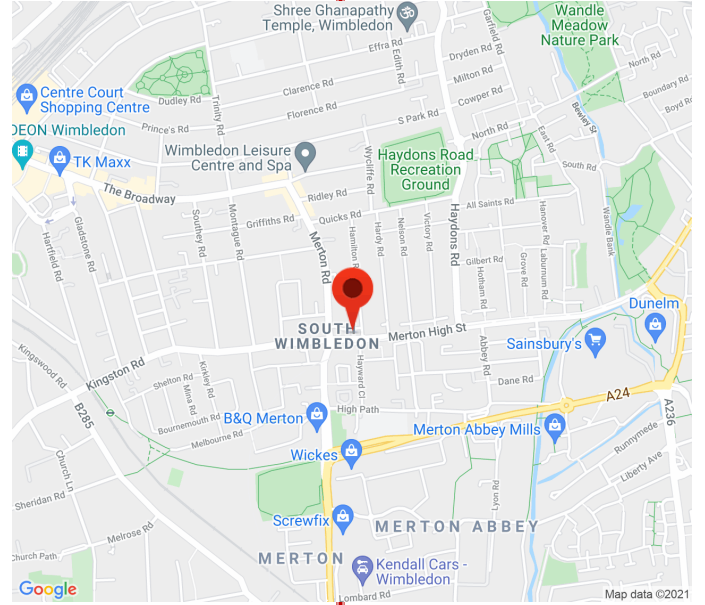 Shree Ghanapathy
Temple, Wimbledon
Wandle
Meadow
Nature Park
Effra Rd
Edith Rd
Garfield Rd
Dryden Rd
Milton Rd
Cowper Rd
Boundary Rd
Boyd R
Bewley St
Centre Court
Shopping Centre
Dudley Rd
Clarence Rd
Florence Rd
Trinity Rd
Prince's Rd
S Park Rd
North Rd
East Rd
DEON Wimbledon
TK Maxx
Wimbledon Leisure
Centre and Spa
Wycliffe Rd
Haydons Road
Recreation
Ground
South Rd
The Broadway
Ridley Rd
All Saints Rd
Quicks Rd
Griffiths Rd
Hartfield Rd
Gladstone Rd
Southey Rd
Montague Rd
Merton Rd
Hamilton R
Hardy Rd
Nelson Rd
Victory Rd
Haydons Rd
Gilbert Rd
Hotham Rd
Grove Rd
Hanover Rd
Laburnum Rd
Wandle Bank
Dunelm
SOUTH
WIMBLEDON
Merton High St
Sainsbury's
Abbey Rd
Kingswood Rd
Kingston Rd
B285
Shelton Rd
Mina Rd
Kirkley Rd
Hayward Ct
Dane Rd
Bournemouth Rd
Melbourne Rd
B&Q Merton
High Path
A24
A236
Merton Abbey Mills
Wickes
Runnymede
Liberty Ave
Church Ln
Sheridan Rd
Melrose Rd
Church Path
Lyon Rd
Screwfix
MERTON ABBEY
MERTON
Kendall Cars -
Wimbledon
Lombard Rd
Google
Map data ©2021